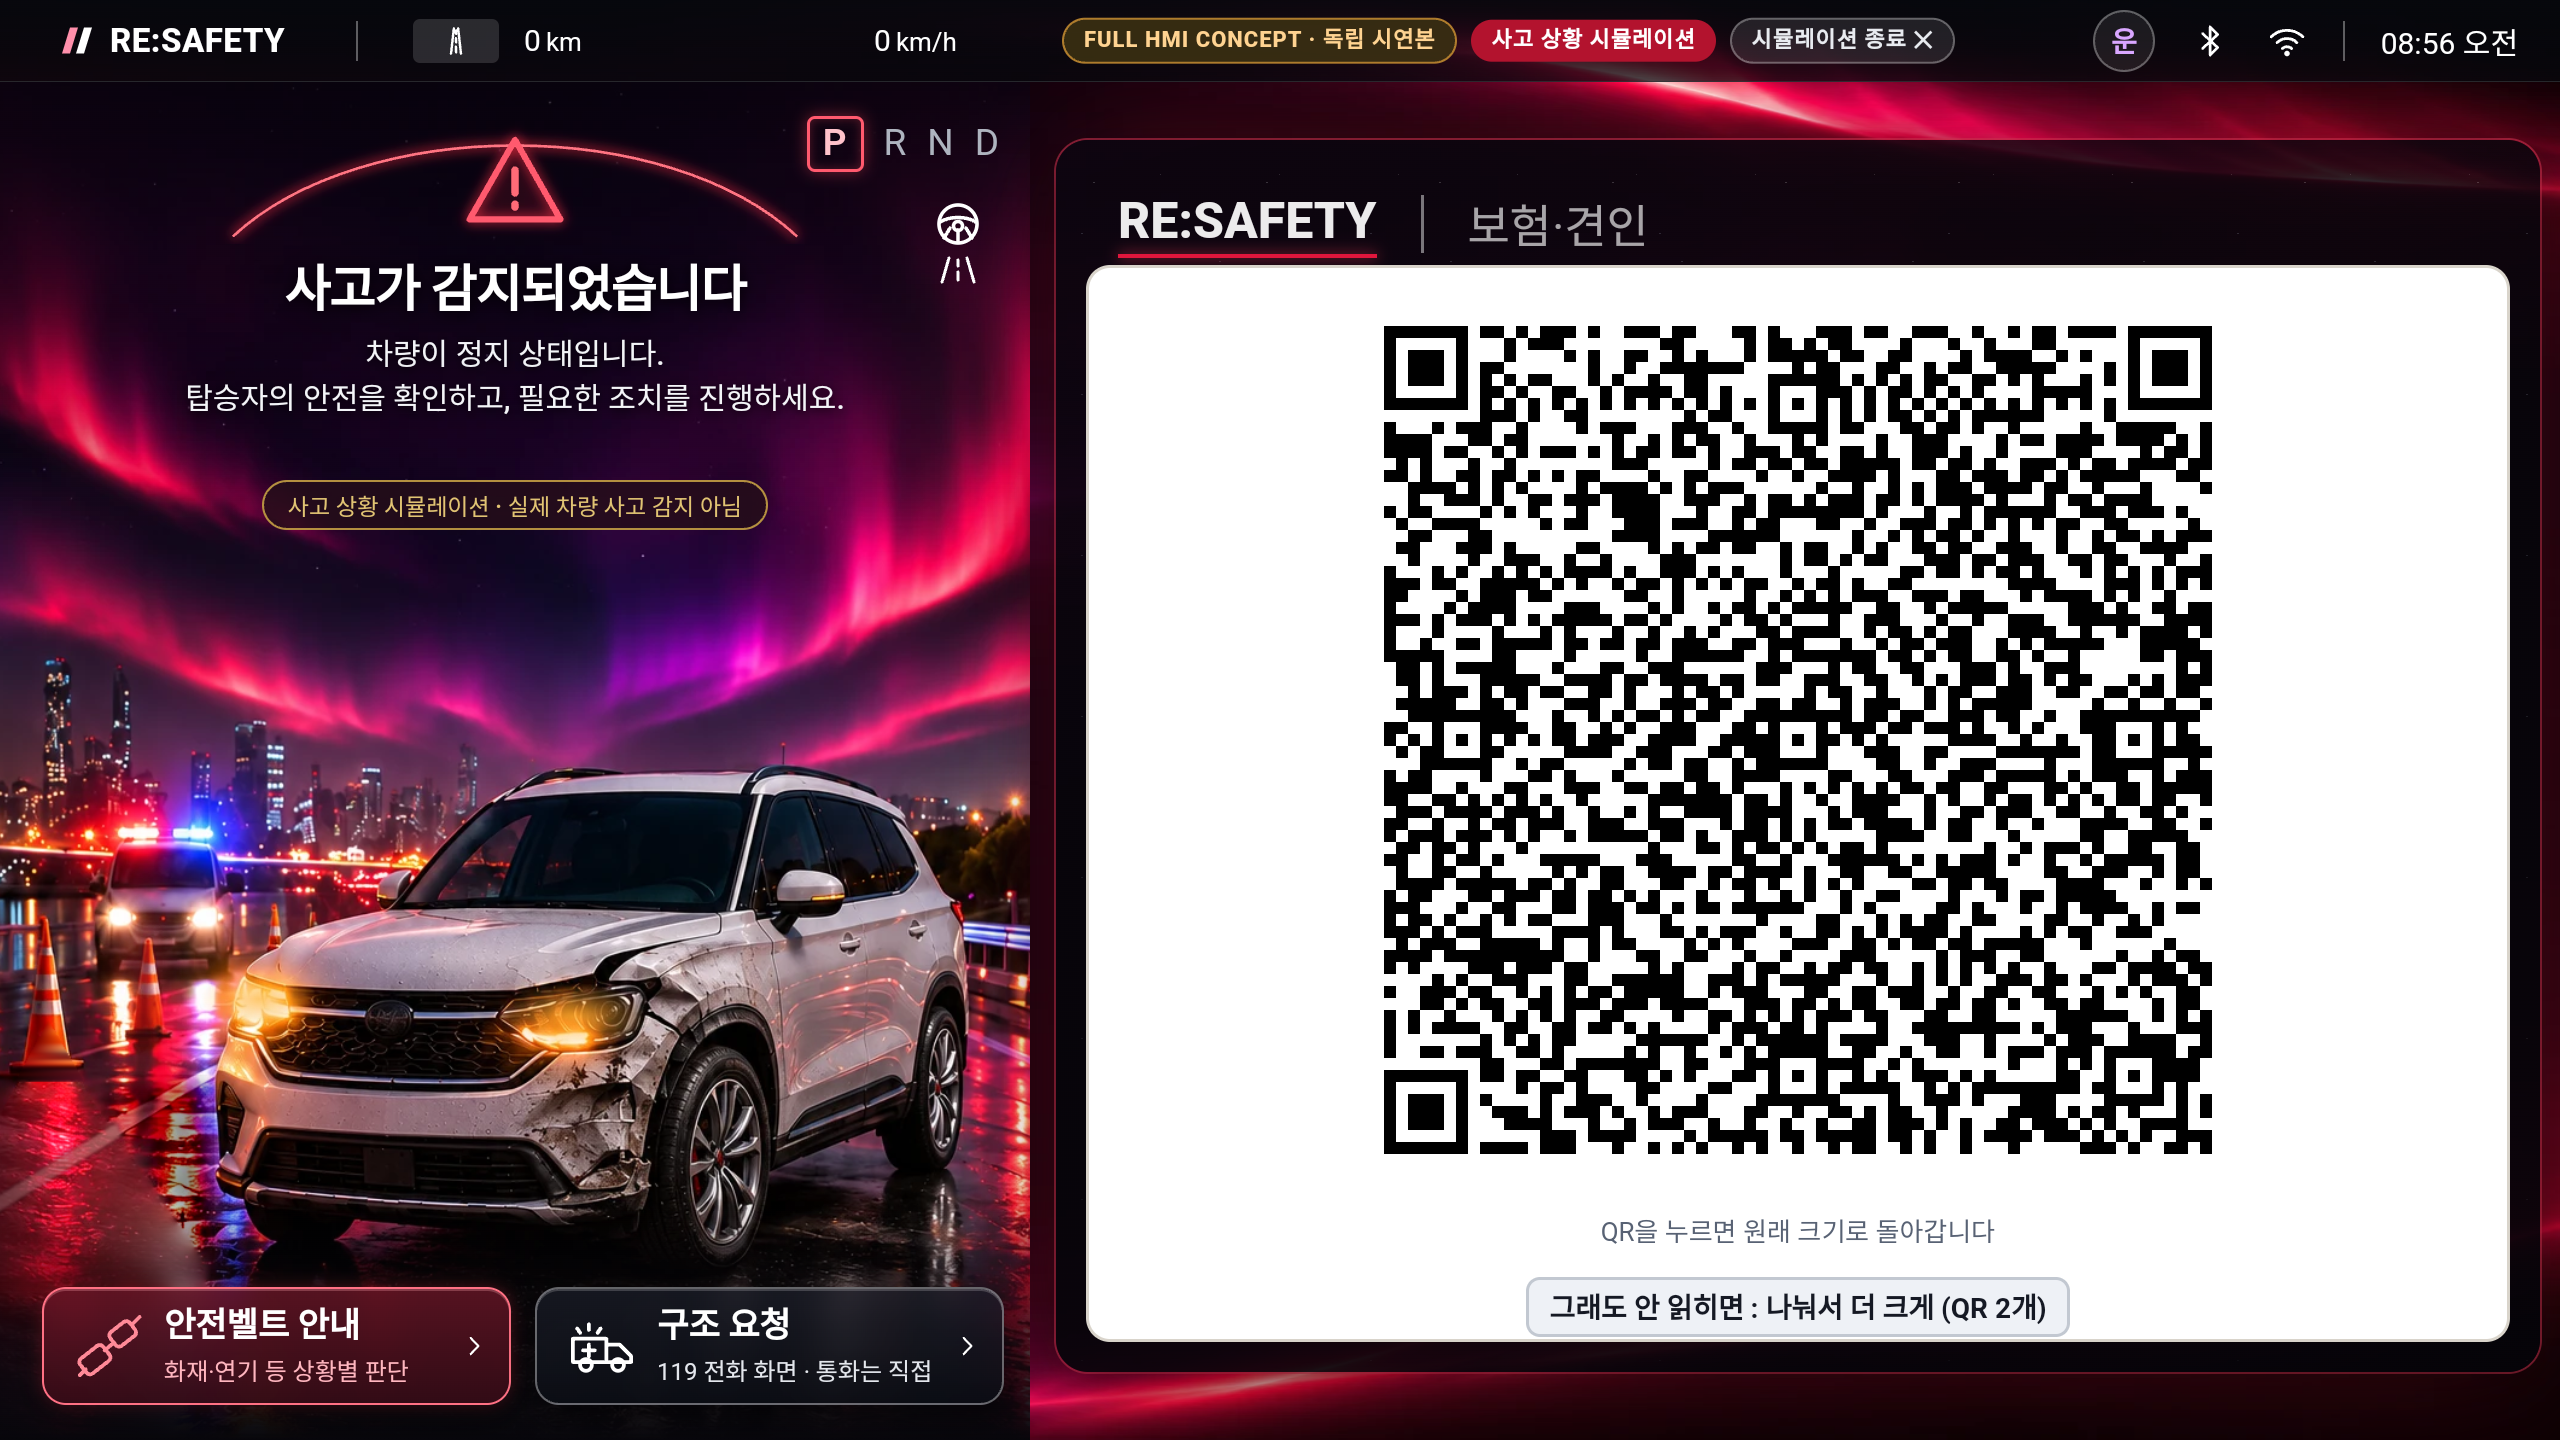 RE:SAFETY
0 km
0 km/h
FULL HMI CONCEPT · 독립 시연본
사고 상황 시뮬레이션
시뮬레이션 종료 ✕
운
08:56 오전
P R N D
사고가 감지되었습니다
차량이 정지 상태입니다.
탑승자의 안전을 확인하고, 필요한 조치를 진행하세요.
사고 상황 시뮬레이션 · 실제 차량 사고 감지 아님
안전벨트 안내
화재·연기 등 상황별 판단
구조 요청
119 전화 화면 · 통화는 직접
RE:SAFETY
보험·견인
QR을 누르면 원래 크기로 돌아갑니다
그래도 안 읽히면 : 나눠서 더 크게 (QR 2개)